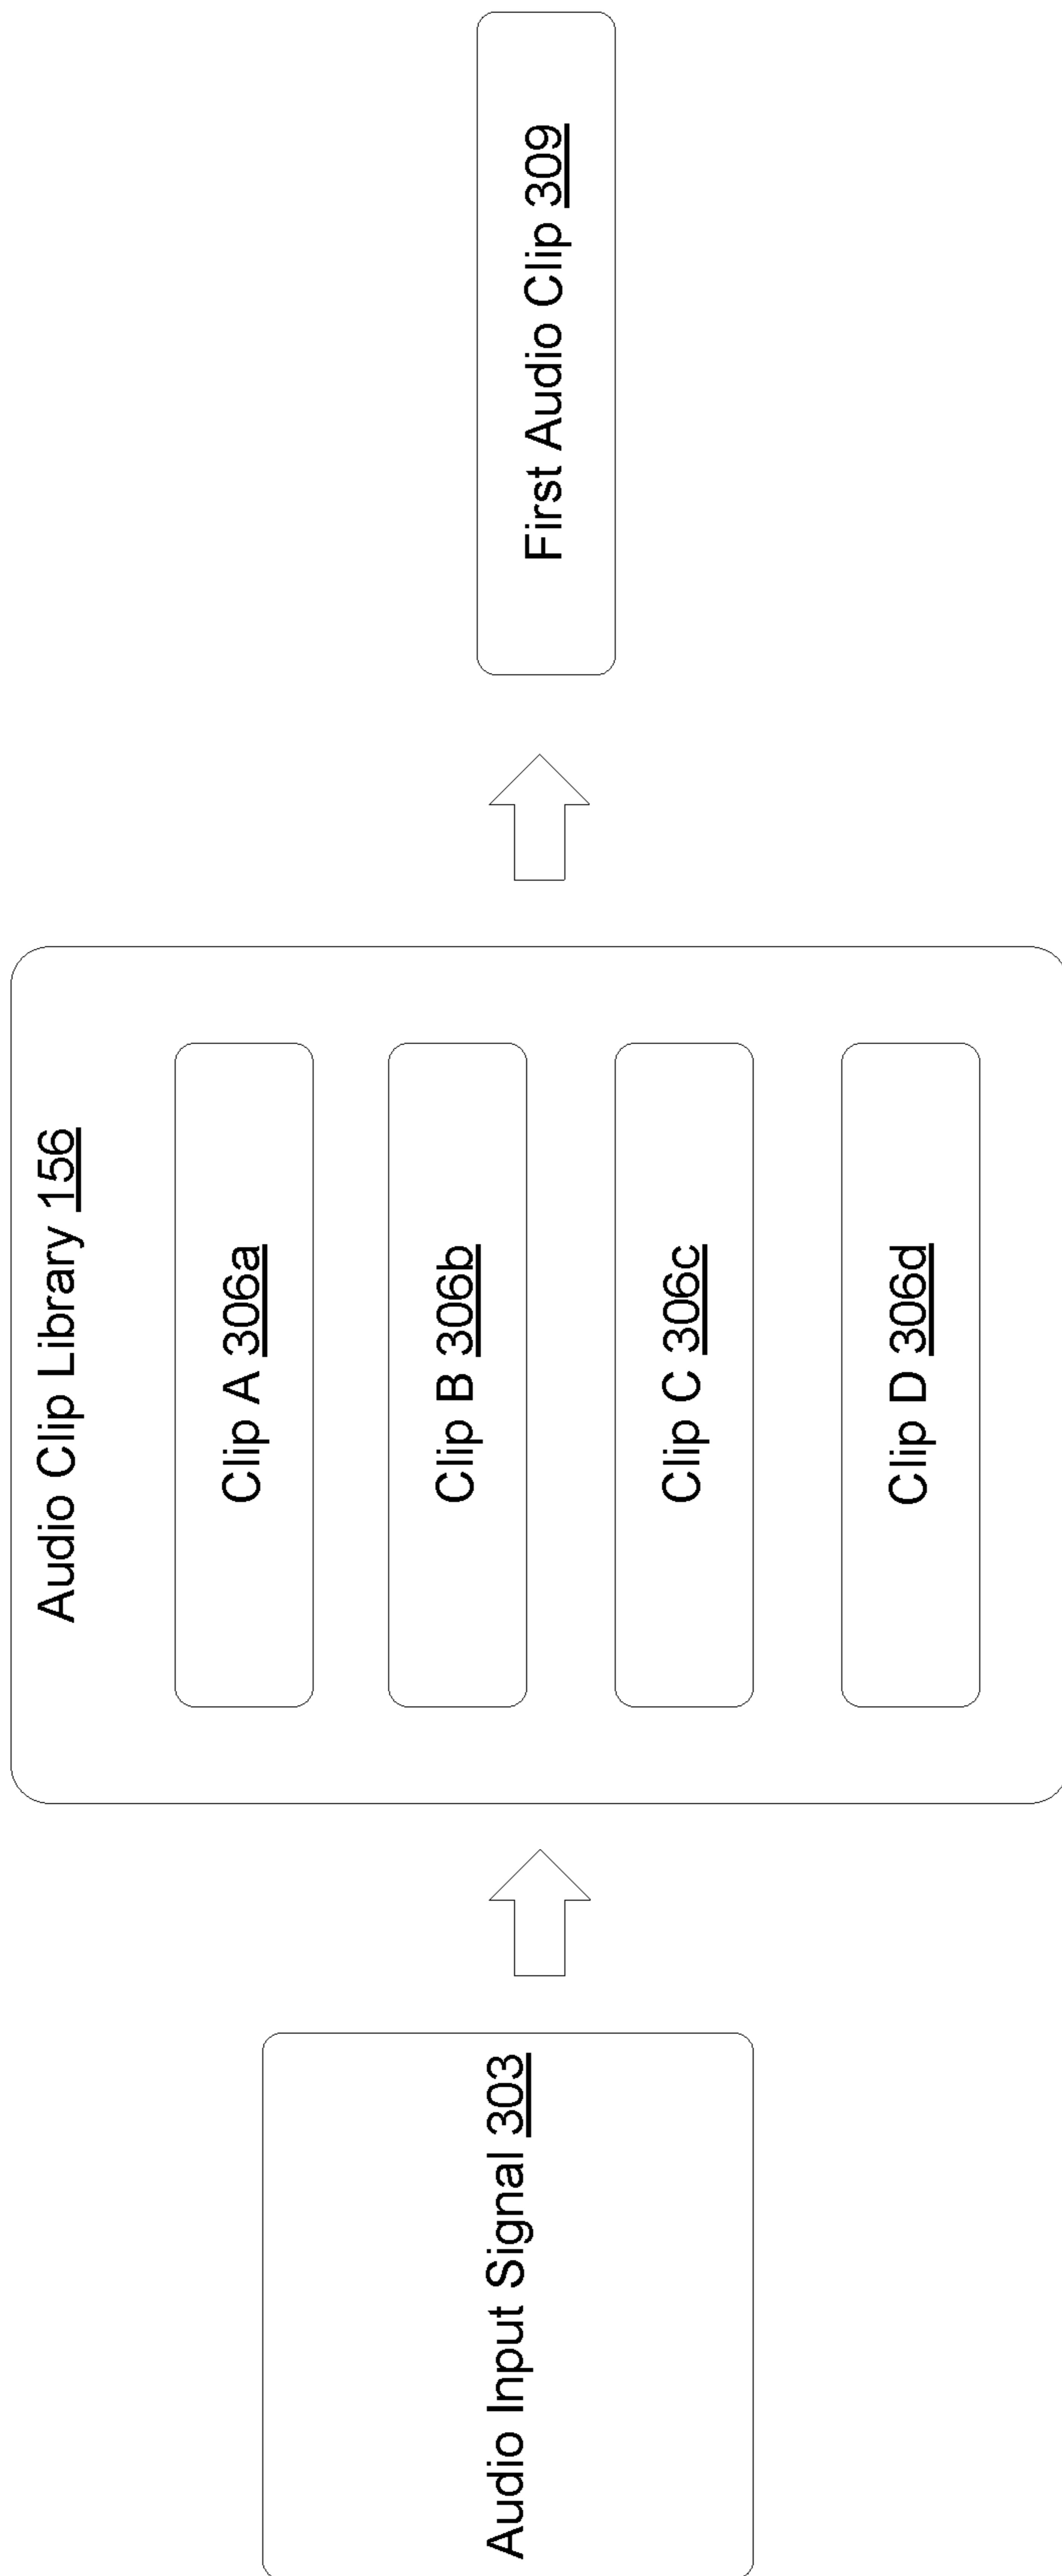 Audio Input Signal 303
Audio Clip Library 156
Clip A 306a
Clip B 306b
Clip C 306c
Clip D 306d
First Audio Clip 309